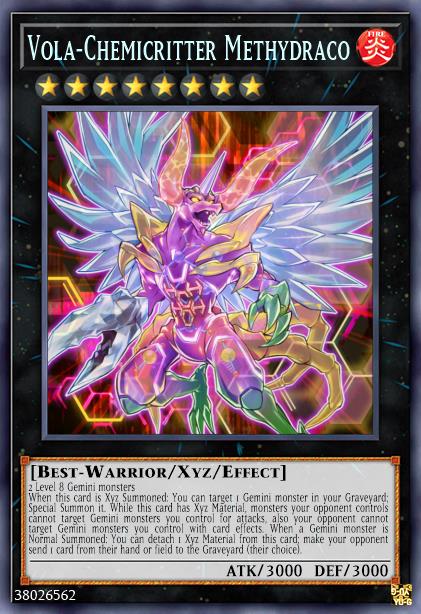 Vola-Chemicritter Methydraco
FIRE
炎
[Best-Warrior/Xyz/Effect]
2 Level 8 Gemini monsters
When this card is Xyz Summoned: You can target 1 Gemini monster in your Graveyard;
Special Summon it. While this card has Xyz Material, monsters your opponent controls
cannot target Gemini monsters you control for attacks, also your opponent cannot
target Gemini monsters you control with card effects. When a Gemini monster is
Normal Summoned: You can detach 1 Xyz Material from this card; make your opponent
send 1 card from their hand or field to the Graveyard (their choice).
ATK/3000 DEF/3000
38026562